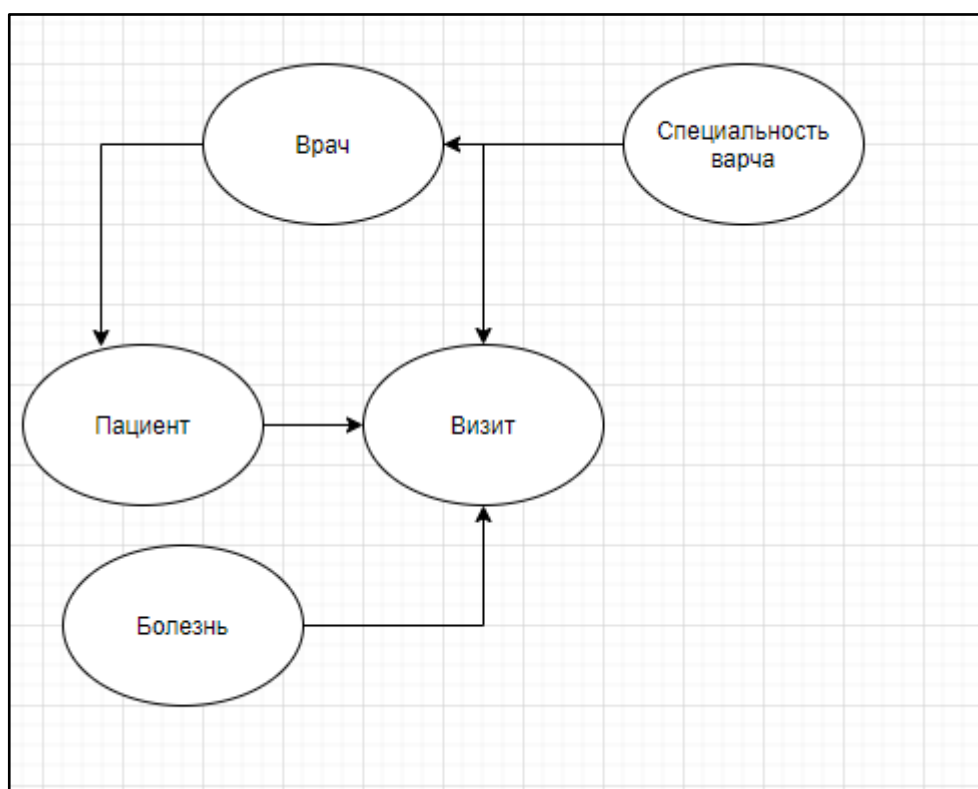 Врач
Специальность
варча
Пациент
Визит
Болезнь